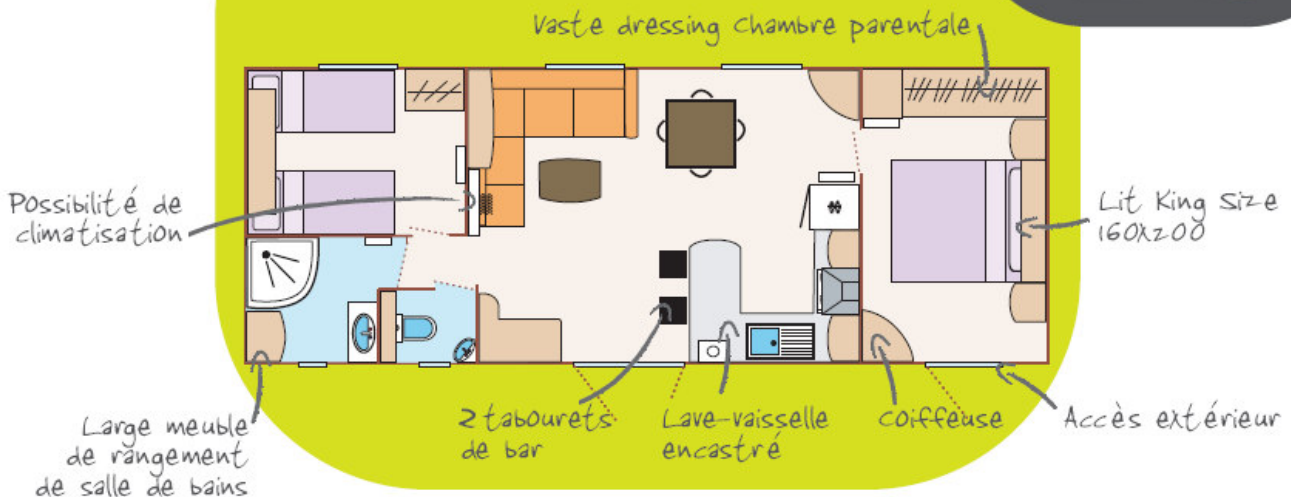 Vaste dressing chambre parentale
Possibilité de
climatisation
Lit King Size
160x200
Large meuble
de rangement
de salle de bains
2 tabourets
de bar
Lave-vaisselle
encastré
coiffeuse
Accès extérieur